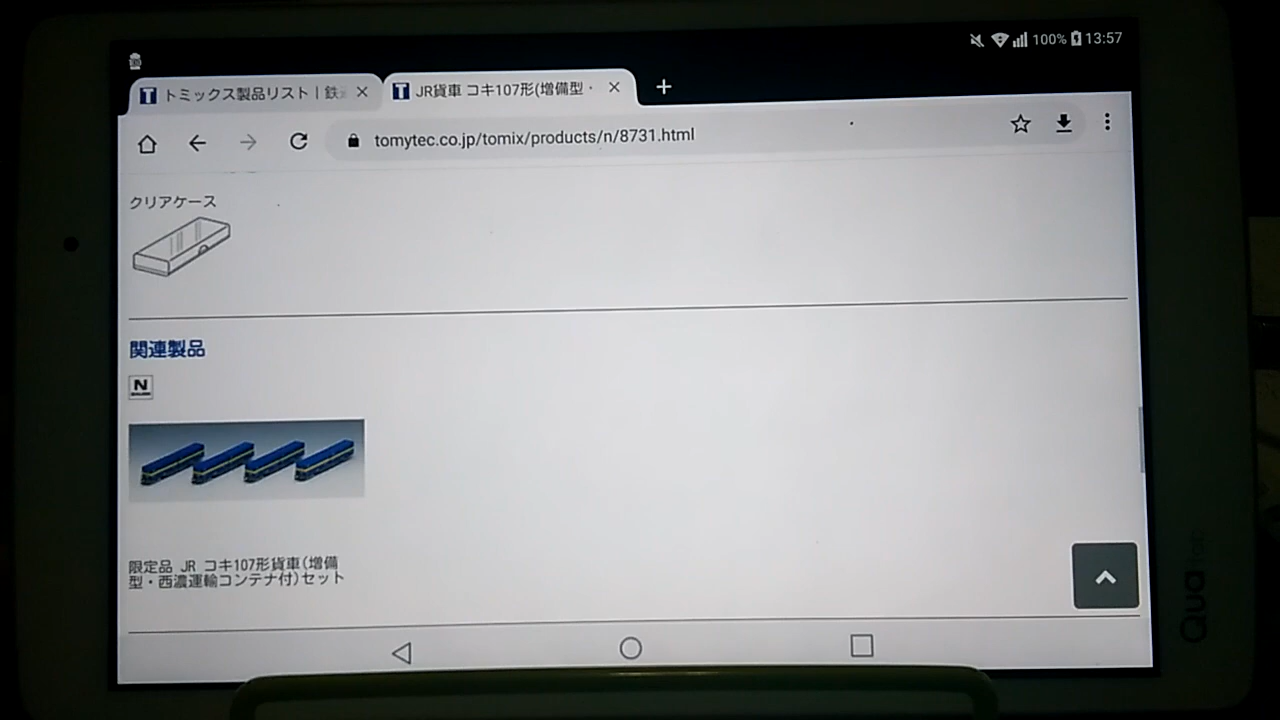 100% 13:57
トミックス製品リスト | 鉄
JR貨車 コキ107形(増備型・
tomytec.co.jp/tomix/products/n/8731.html
クリアケース
関連製品
N
限定品 JR コキ107形貨車(増備
型・西濃運輸コンテナ付)セット
Qua tab